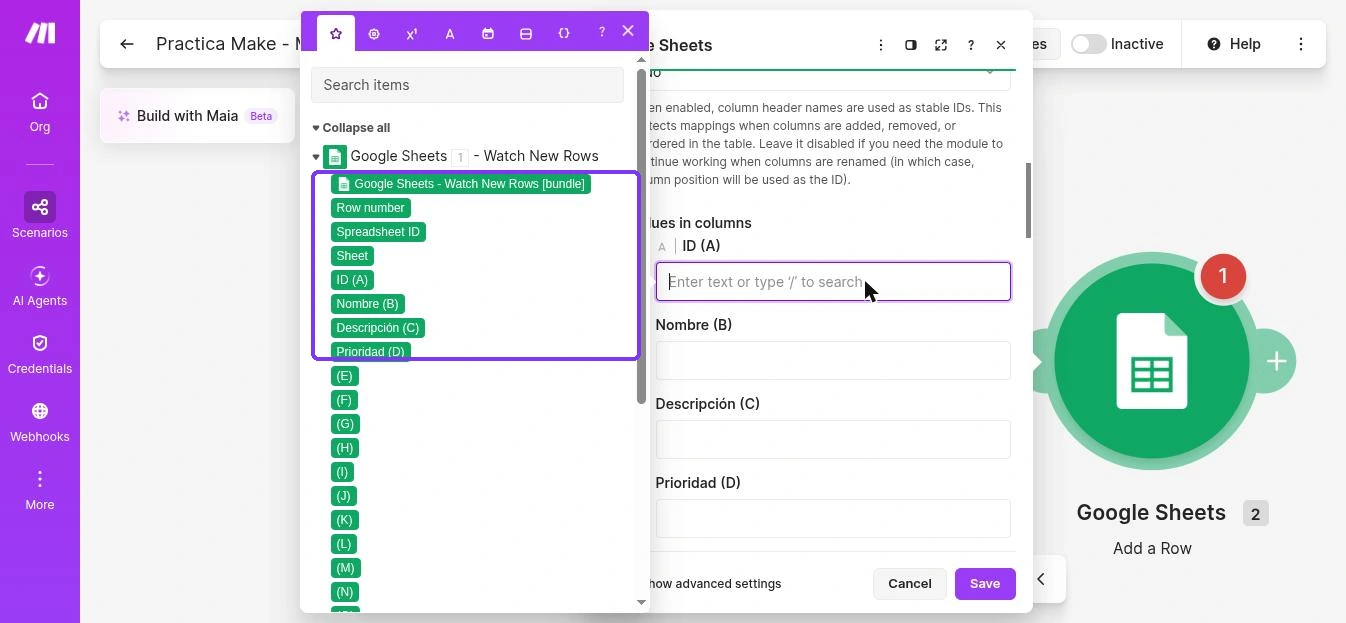 Practica Make - M
es
Inactive
Help
Org
Build with Maia
Beta
Scenarios
AI Agents
Credentials
Webhooks
More
x¹
A
{}
?
Search items
Collapse all
Google Sheets 1 - Watch New Rows
Google Sheets - Watch New Rows [bundle]
Row number
Spreadsheet ID
Sheet
ID (A)
Nombre (B)
Descripción (C)
Prioridad (D)
(E)
(F)
(G)
(H)
(I)
(J)
(K)
(L)
(M)
(N)
e Sheets
?
en enabled, column header names are used as stable IDs. This
tects mappings when columns are added, removed, or
rdered in the table. Leave it disabled if you need the module to
tinue working when columns are renamed (in which case,
umn position will be used as the ID).
lues in columns
A ID (A)
Enter text or type ‘/’ to search
Nombre (B)
Descripción (C)
Prioridad (D)
how advanced settings
Cancel
Save
1
Google Sheets 2
Add a Row